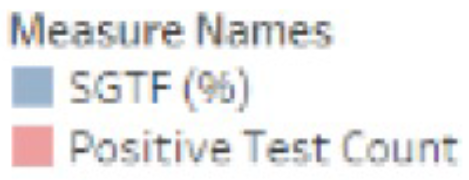 Measure Names
SGTF (%)
Positive Test Count